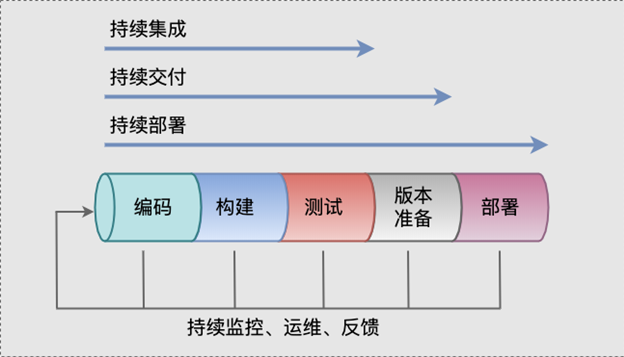 持续集成
持续交付
持续部署
编码
构建
测试
版本
准备
部署
持续监控、运维、反馈